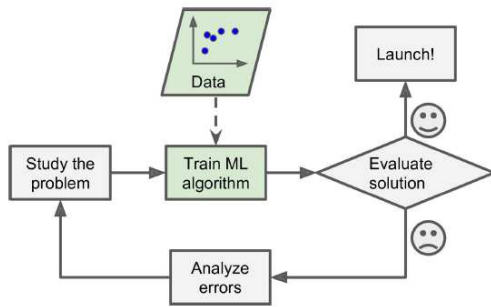 Launch!
Data
Study the
problem
Train ML
algorithm
Evaluate
solution
Analyze
errors